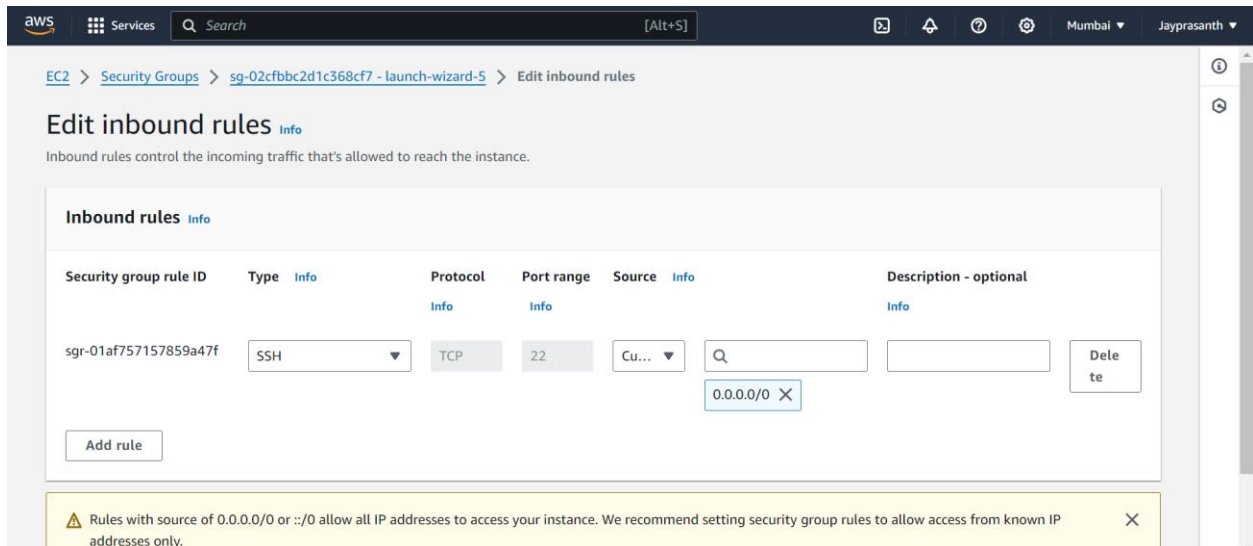 aws Services Search [Alt+S] Mumbai Jayprasanth
EC2 > Security Groups > sg-02cfbbc2d1c368cf7 - launch-wizard-5 > Edit inbound rules
Edit inbound rules Info
Inbound rules control the incoming traffic that's allowed to reach the instance.
Inbound rules Info
Security group rule ID Type Info Protocol Port range Source Info Description - optional
Info Info Info
sgr-01af757157859a47f SSH TCP 22 Cu... Dele
te
0.0.0.0/0
Add rule
Rules with source of 0.0.0.0/0 or ::/0 allow all IP addresses to access your instance. We recommend setting security group rules to allow access from known IP
addresses only.